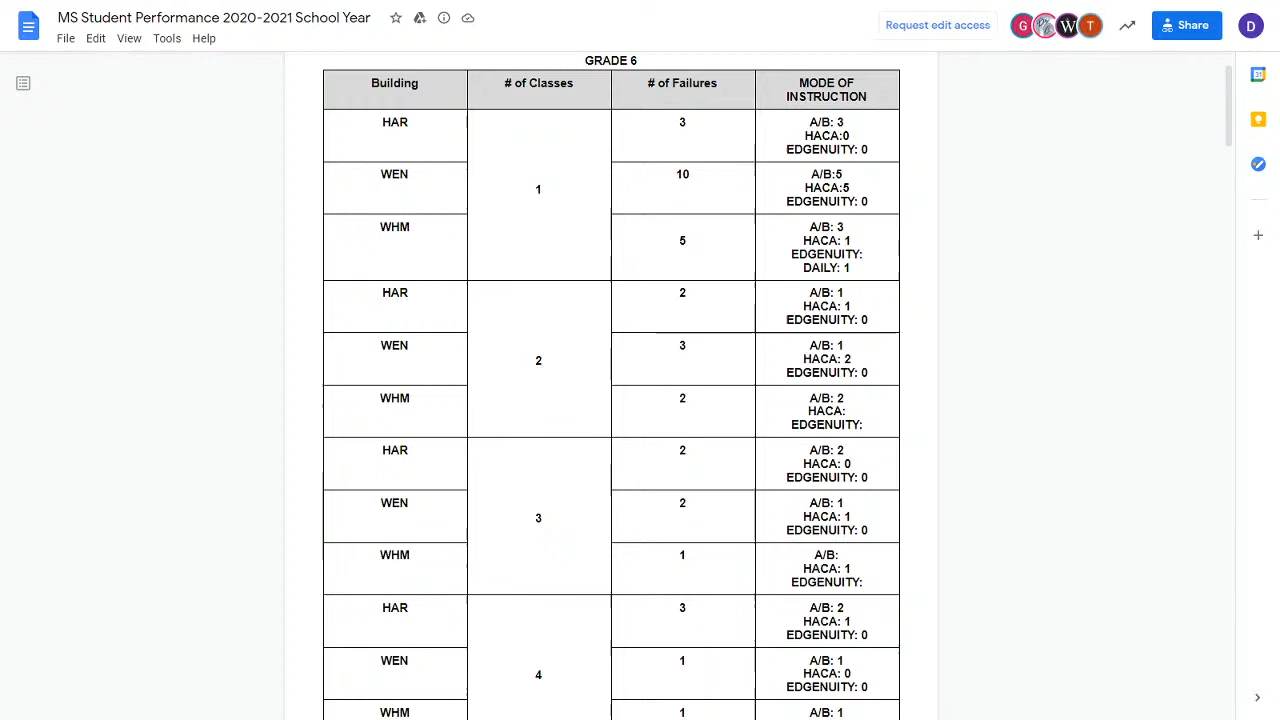 MS Student Performance 2020-2021 School Year
Request edit access
G
W
T
Share
D
File Edit View Tools Help
31
GRADE 6
Building # of Classes # of Failures MODE OF INSTRUCTION
HAR 1 3 A/B: 3
HACA:0
EDGENUITY: 0
WEN 10 A/B:5
HACA:5
EDGENUITY: 0
WHM 5 A/B: 3
HACA: 1
EDGENUITY:
DAILY: 1
HAR 2 2 A/B: 1
HACA: 1
EDGENUITY: 0
WEN 3 A/B: 1
HACA: 2
EDGENUITY: 0
WHM 2 A/B: 2
HACA:
EDGENUITY:
HAR 3 2 A/B: 2
HACA: 0
EDGENUITY: 0
WEN 2 A/B: 1
HACA: 1
EDGENUITY: 0
WHM 1 A/B:
HACA: 1
EDGENUITY:
HAR 4 3 A/B: 2
HACA: 1
EDGENUITY: 0
WEN 1 A/B: 1
HACA: 0
EDGENUITY: 0
WHM 1 A/B: 1